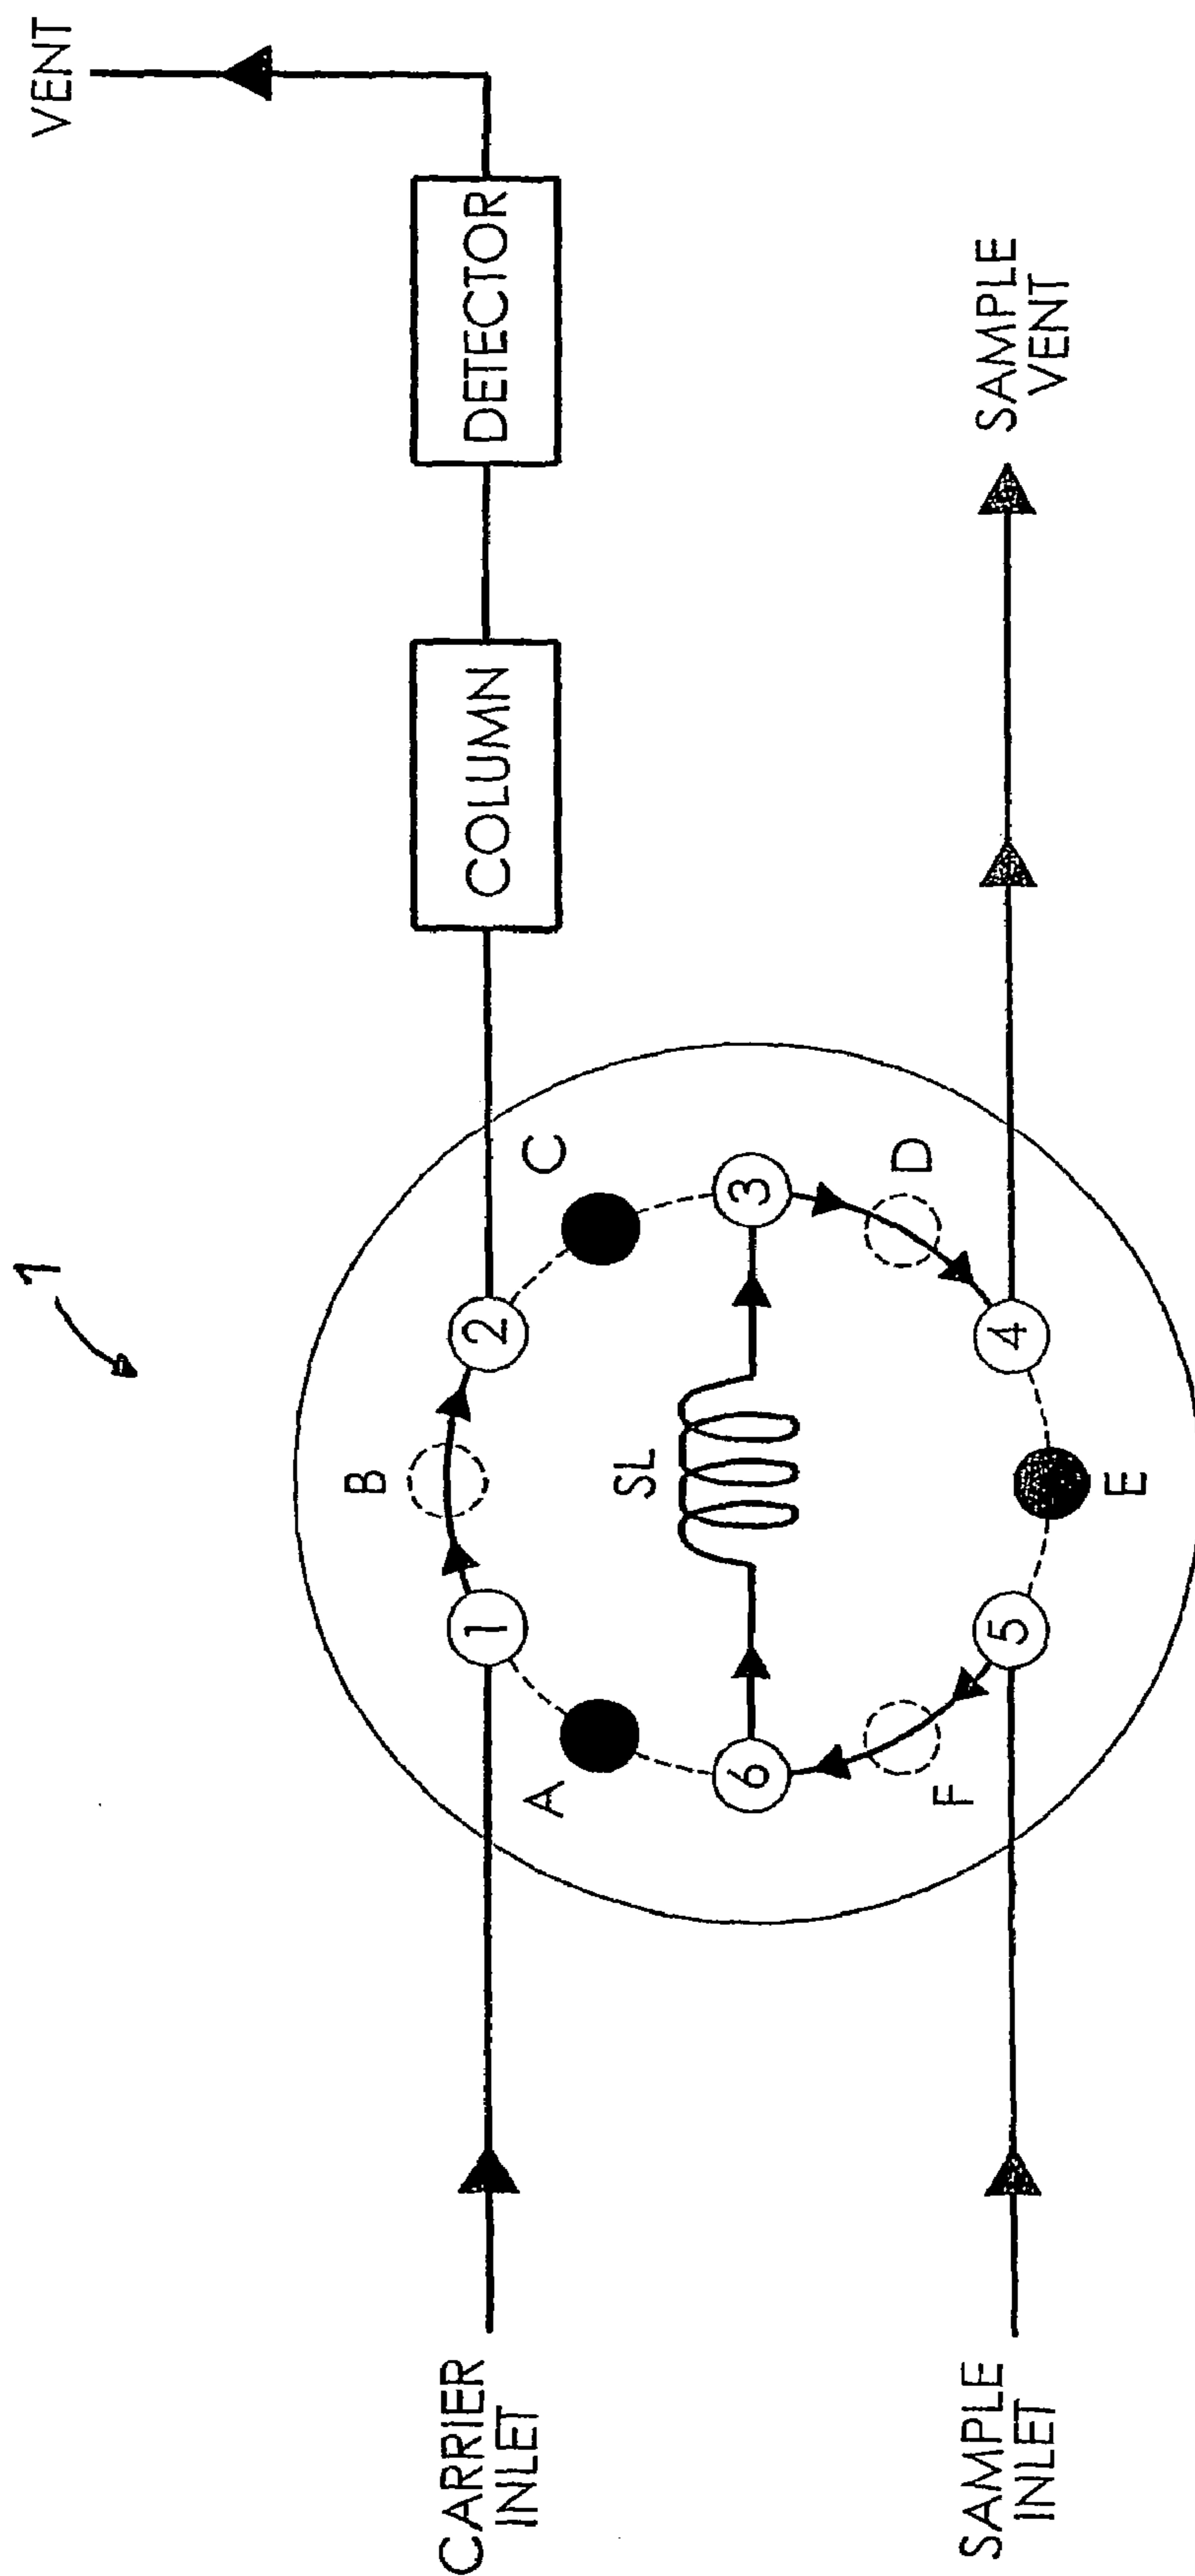 1
VENT
CARRIER
INLET
COLUMN
DETECTOR
B
1
2
A
C
SL
6
3
F
D
5
4
E
SAMPLE
INLET
SAMPLE
VENT